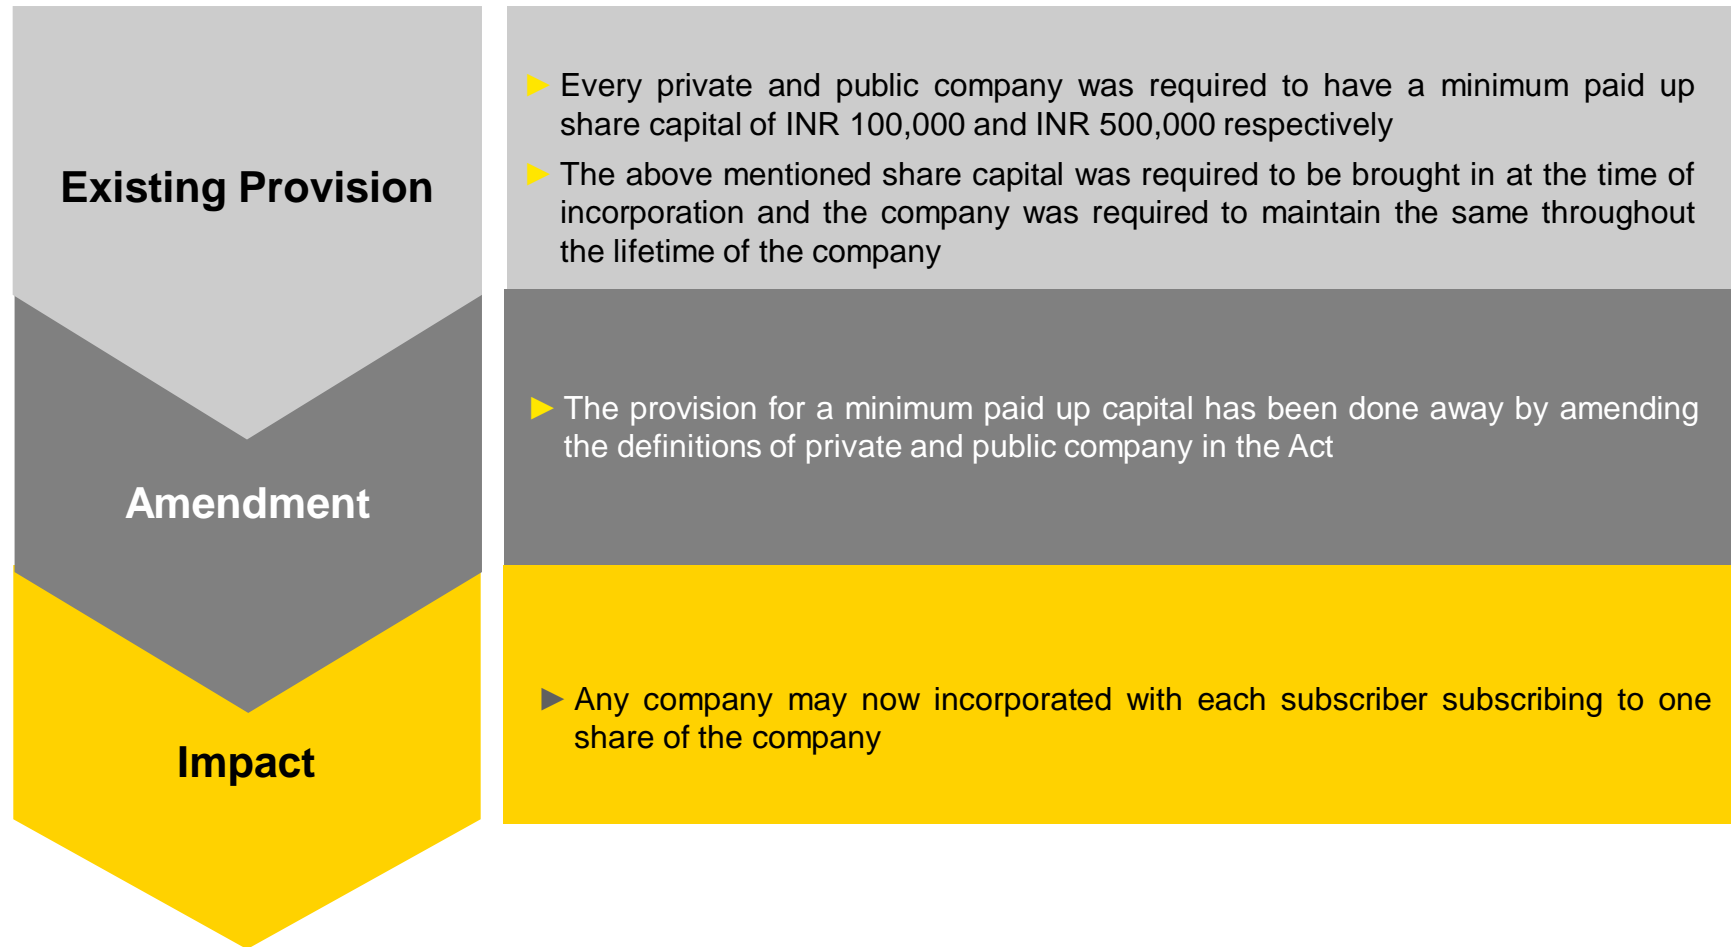 Existing Provision
► Every private and public company was required to have a minimum paid up
share capital of INR 100,000 and INR 500,000 respectively
► The above mentioned share capital was required to be brought in at the time of
incorporation and the company was required to maintain the same throughout
the lifetime of the company
Amendment
► The provision for a minimum paid up capital has been done away by amending
the definitions of private and public company in the Act
Impact
► Any company may now incorporated with each subscriber subscribing to one
share of the company